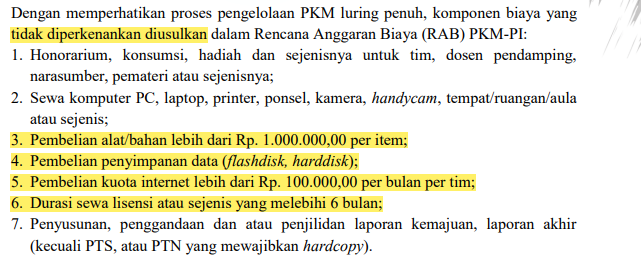 Dengan memperhatikan proses pengelolaan PKM luring penuh, komponen biaya yang
tidak diperkenankan diusulkan dalam Rencana Anggaran Biaya (RAB) PKM-PI:
1. Honorarium, konsumsi, hadiah dan sejenisnya untuk tim, dosen pendamping,
narasumber, pemateri atau sejenisnya;
2. Sewa komputer PC, laptop, printer, ponsel, kamera, handycam, tempat/ruangan/aula
atau sejenis;
3. Pembelian alat/bahan lebih dari Rp. 1.000.000,00 per item;
4. Pembelian penyimpanan data (flashdisk, harddisk);
5. Pembelian kuota internet lebih dari Rp. 100.000,00 per bulan per tim;
6. Durasi sewa lisensi atau sejenis yang melebihi 6 bulan;
7. Penyusunan, penggandaan dan atau penjilidan laporan kemajuan, laporan akhir
(kecuali PTS, atau PTN yang mewajibkan hardcopy).